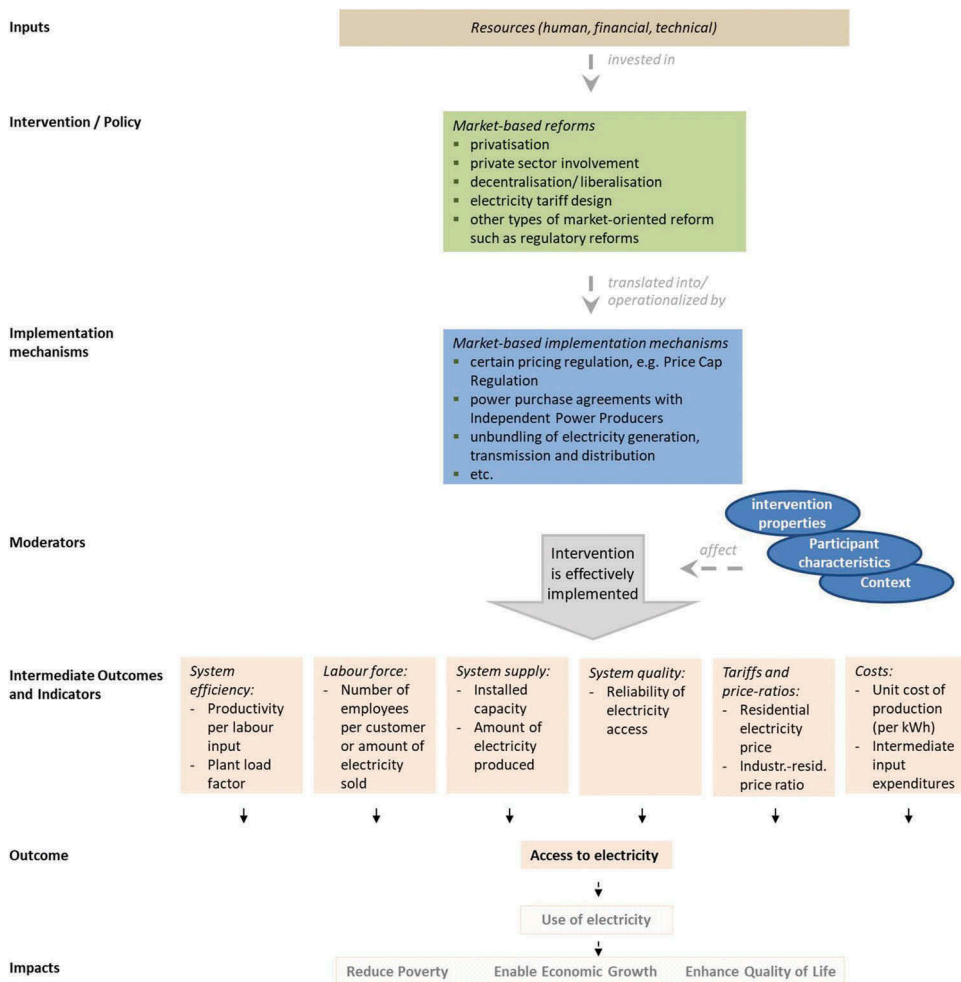 Inputs
Resources (human, financial, technical)
invested in
Intervention / Policy
Market-based reforms
▪ privatisation
▪ private sector involvement
▪ decentralisation/ liberalisation
▪ electricity tariff design
▪ other types of market-oriented reform
such as regulatory reforms
translated into/
operationalized by
Implementation
mechanisms
Market-based implementation mechanisms
▪ certain pricing regulation, e.g. Price Cap
Regulation
▪ power purchase agreements with
Independent Power Producers
▪ unbundling of electricity generation,
transmission and distribution
▪ etc.
Moderators
Intervention
is effectively
implemented
affect
intervention
properties
Participant
characteristics
Context
Intermediate Outcomes
and Indicators
System
efficiency:
- Productivity
per labour
input
- Plant load
factor
Labour force:
- Number of
employees
per customer
or amount of
electricity
sold
System supply:
- Installed
capacity
- Amount of
electricity
produced
System quality:
- Reliability of
electricity
access
Tariffs and
price-ratios:
- Residential
electricity
price
- Industr.-resid.
price ratio
Costs:
- Unit cost of
production
(per kWh)
- Intermediate
input
expenditures
Outcome
Access to electricity
Use of electricity
Impacts
Reduce Poverty Enable Economic Growth Enhance Quality of Life